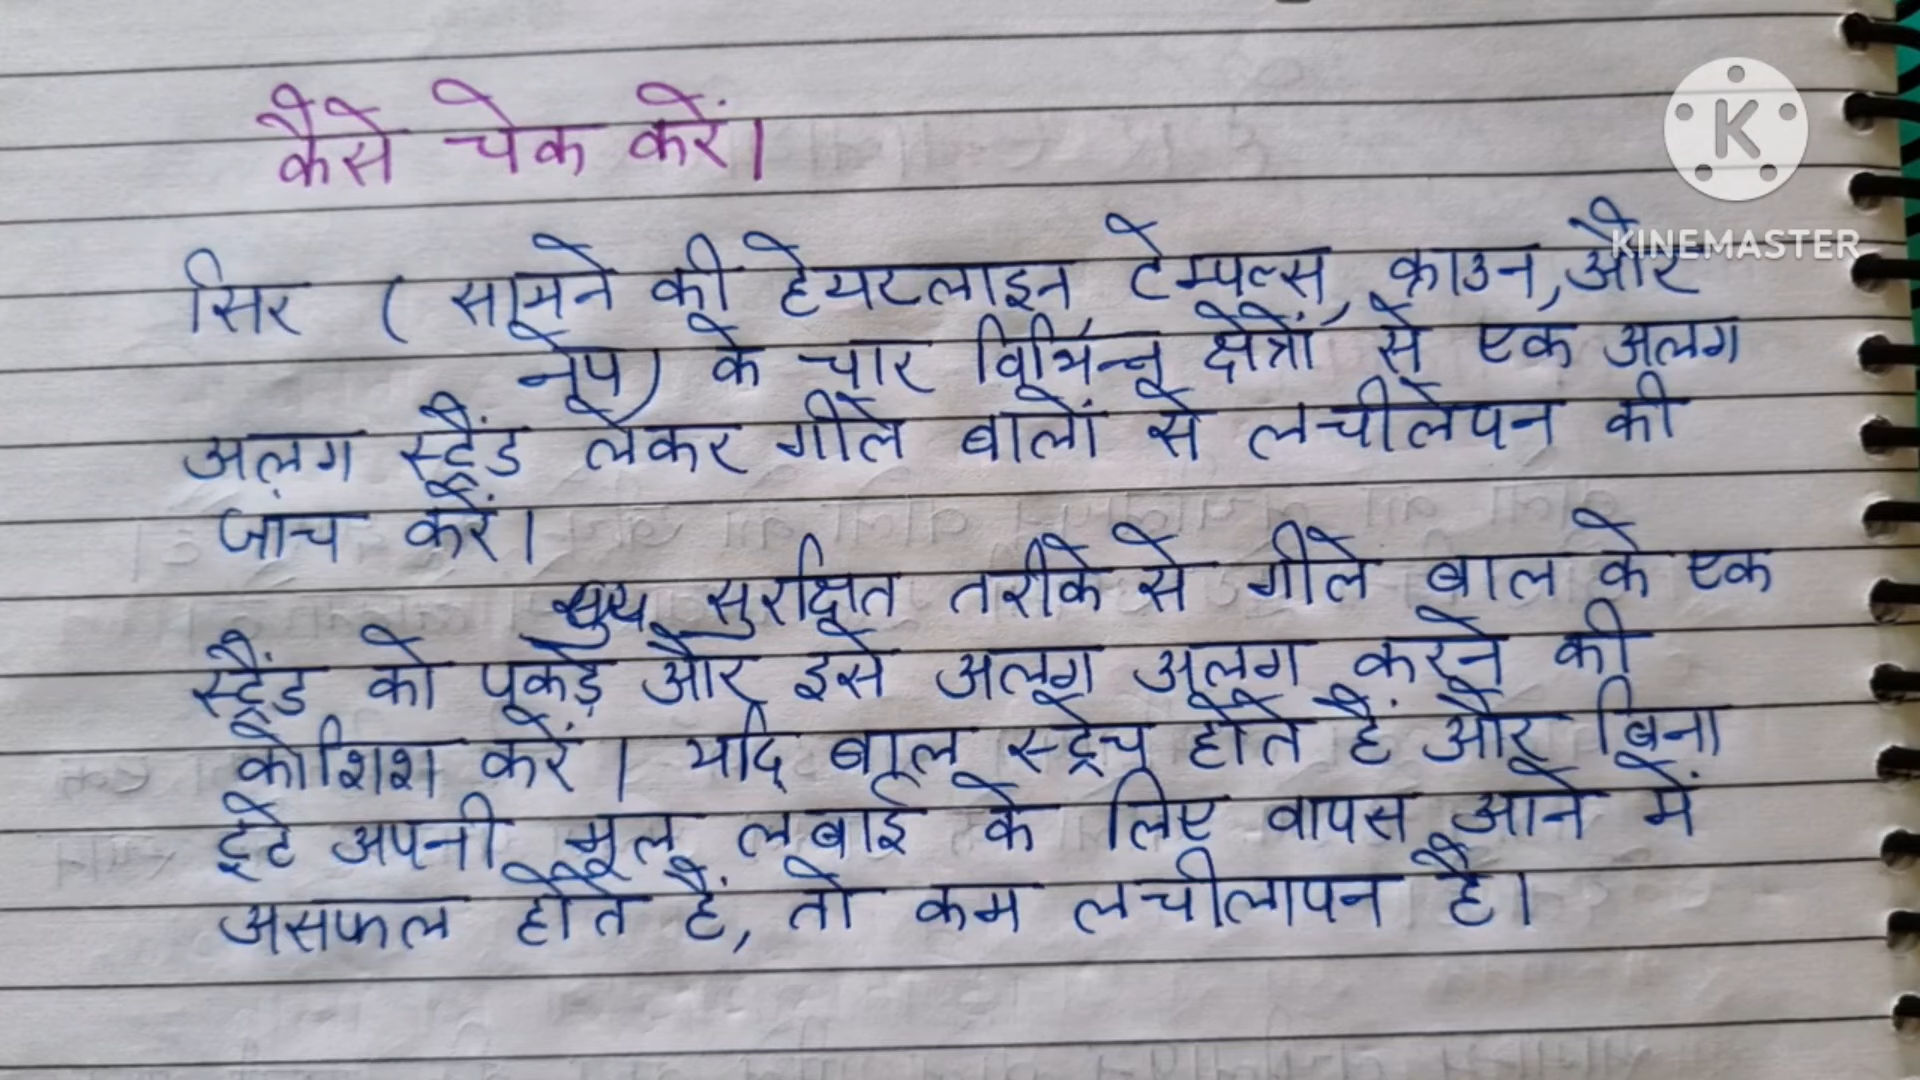 कैसे चेक करें।
KINEMASTER
सिर ( सामने की हेयरलाइन, टेम्पल्स, क्राउन, और
नेप) के चार विभिन्न क्षेत्रों से एक अलग
अलग स्ट्रैंड लेकर गीले बालों से लचीलेपन की
जाच करें।
सुरक्षित तरीके से गीले बाल के एक
स्ट्रैंड को पकड़े और इसे अलग अलग करने की
कोशिश करें। यदि बाल स्ट्रेच होते हैं और बिना
टूटे अपनी मूल लबाई के लिए वापस आने में
असफल होते हैं, तो कम लचीलापन है।